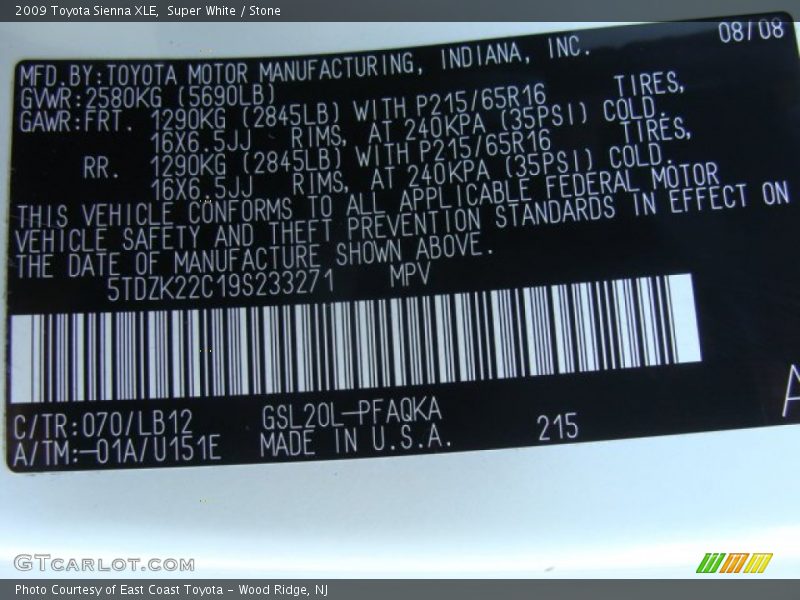 2009 Toyota Sienna XLE,  Super White / Stone
08/08
MFD.BY:TOYOTA MOTOR MANUFACTURING, INDIANA, INC.
GVWR:2580KG (5690LB)
GAWR:FRT. 1290KG (2845LB) WITH P215/65R16 TIRES,
16X6.5JJ RIMS, AT 240KPA (35PSI) COLD.
RR. 1290KG (2845LB) WITH P215/65R16 TIRES,
16X6.5JJ RIMS, AT 240KPA (35PSI) COLD.
THIS VEHICLE CONFORMS TO ALL APPLICABLE FEDERAL MOTOR
VEHICLE SAFETY AND THEFT PREVENTION STANDARDS IN EFFECT ON
THE DATE OF MANUFACTURE SHOWN ABOVE.
5TDZK22C19S233271 MPV
C/TR:070/LB12 GSL20L-PFAQKA
A/TM:-01A/U151E MADE IN U.S.A. 215
A
GTCARLOT.COM
Photo Courtesy of East Coast Toyota - Wood Ridge, NJ